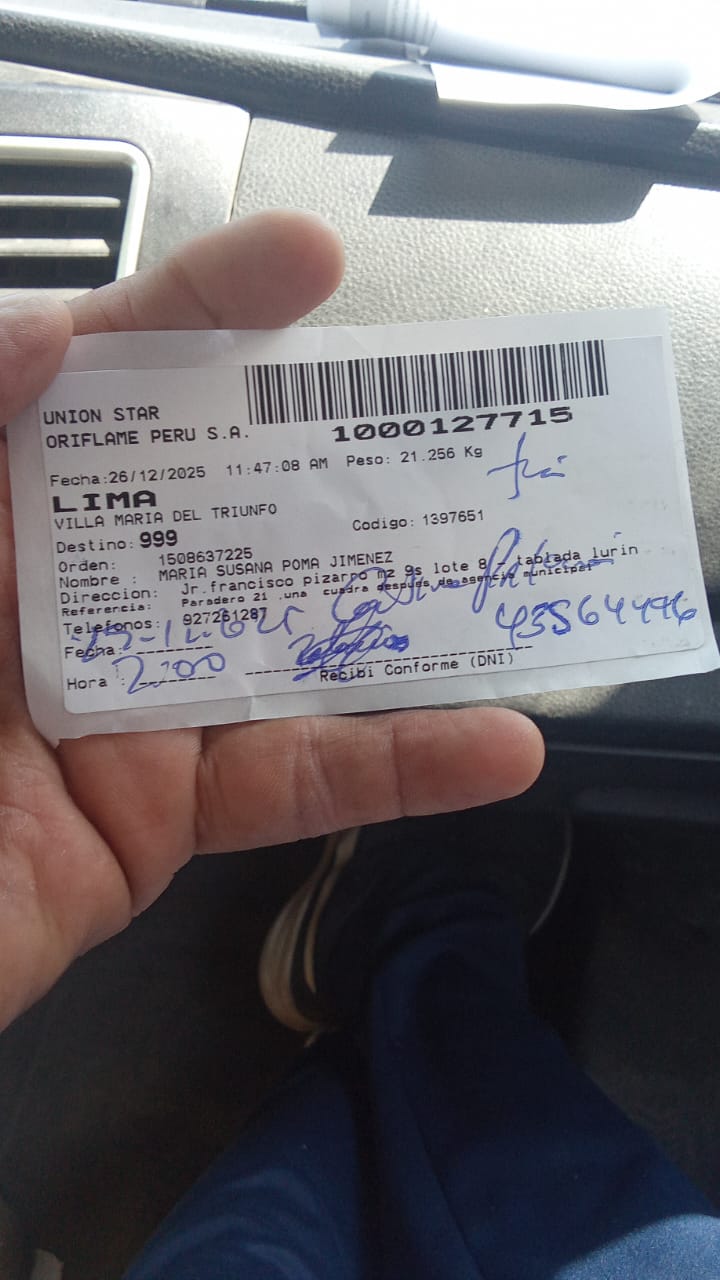 UNION STAR
ORIFLAME PERU S.A.
1000127715
Fecha:26/12/2025 11:47:08 AM Peso: 21.256 Kg
LIMA
VILLA MARIA DEL TRIUNFO
Destino: 999 Codigo: 1397651
Orden: 1508637225
Nombre : MARIA SUSANA POMA JIMENEZ
Direccion: Jr.francisco pizarro mz 9s lote 8 - tablada lurin
Referencia: Paradero 21 .una cuadra despues de agencia municipal
Telefonos: 927261287
Fecha:
43564446
Hora : 2:00
Recibi Conforme (DNI)